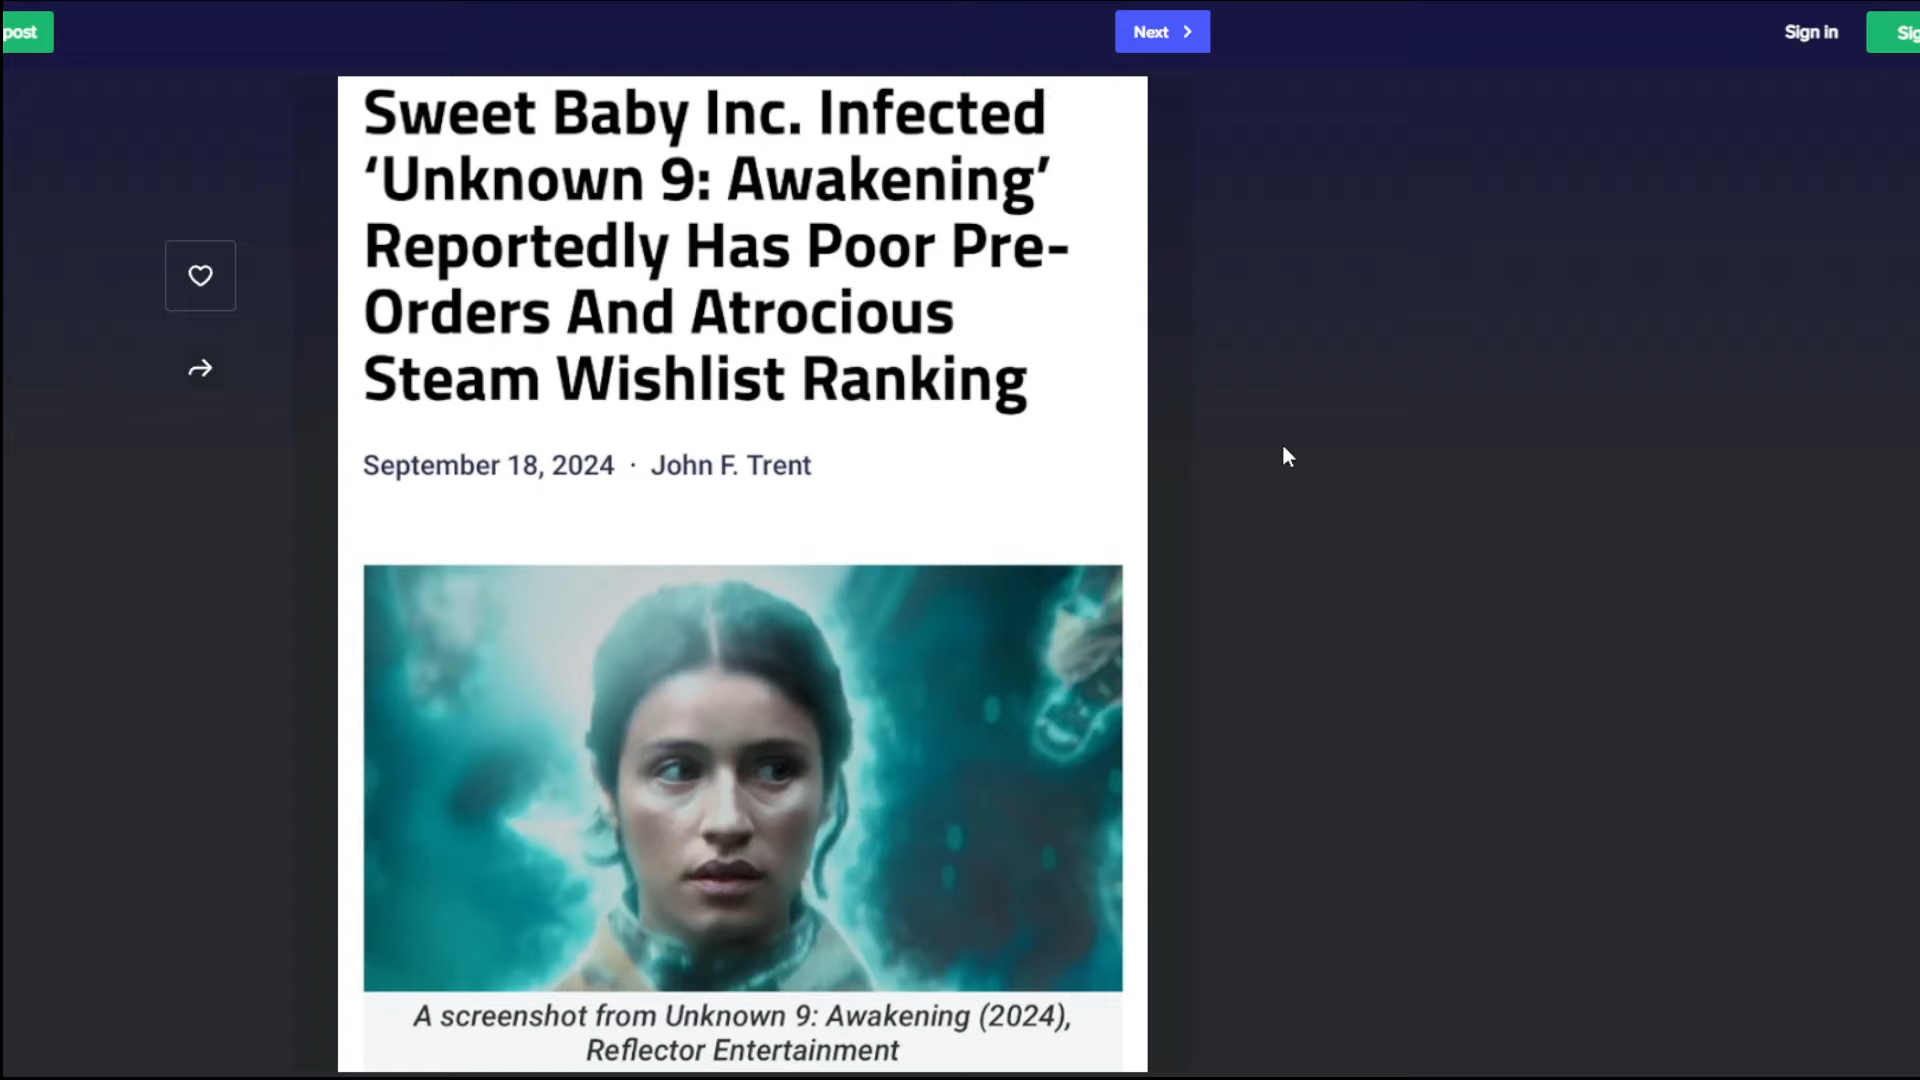 post
Next
Sign in
Sig
Sweet Baby Inc. Infected
‘Unknown 9: Awakening’
Reportedly Has Poor Pre-
Orders And Atrocious
Steam Wishlist Ranking
September 18, 2024 · John F. Trent
A screenshot from Unknown 9: Awakening (2024),
Reflector Entertainment